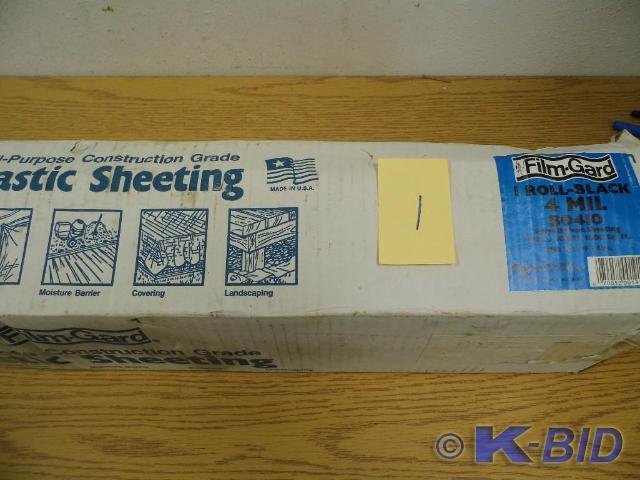 -Purpose Construction Grade
astic Sheeting
MADE IN U.S.A.
Moisture Barrier
Covering
Landscaping
1
Film-Gard
1 ROLL-BLACK
4 MIL
80410
Film-Gard
Construction Grade
Sheeting
© K-BID